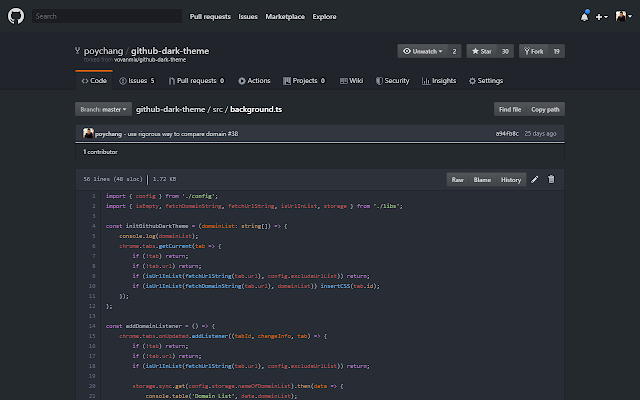 Search
Pull requests Issues Marketplace Explore
poychang / github-dark-theme
forked from vovanmix/github-dark-theme
Unwatch 2 Star 30 Fork 19
Code Issues 5 Pull requests 0 Actions Projects 0 Wiki Security Insights Settings
Branch: master github-dark-theme / src / background.ts Find file Copy path
poychang - use rigorous way to compare domain #38 a94fb8c 25 days ago
1 contributor
56 lines (48 sloc) 1.72 KB Raw Blame History
1 import { config } from './config';
2 import { isEmpty, fetchDomainString, fetchUrlString, isUrlInList, storage } from './libs';
3
4 const initGithubDarkTheme = (domainList: string[]) => {
5 console.log(domainList);
6 chrome.tabs.getCurrent(tab => {
7 if (!tab) return;
8 if (!tab.url) return;
9 if (isUrlInList(fetchUrlString(tab.url), config.excludeUrlList)) return;
10 if (isUrlInList(fetchDomainString(tab.url), domainList)) insertCSS(tab.id);
11 });
12 };
13
14 const addDomainListener = () => {
15 chrome.tabs.onUpdated.addListener((tabId, changeInfo, tab) => {
16 if (!tab) return;
17 if (!tab.url) return;
18 if (isUrlInList(fetchUrlString(tab.url), config.excludeUrlList)) return;
19
20 storage.sync.get(config.storage.nameOfDomainList).then(data => {
21 console.table('Domain List', data.domainList);